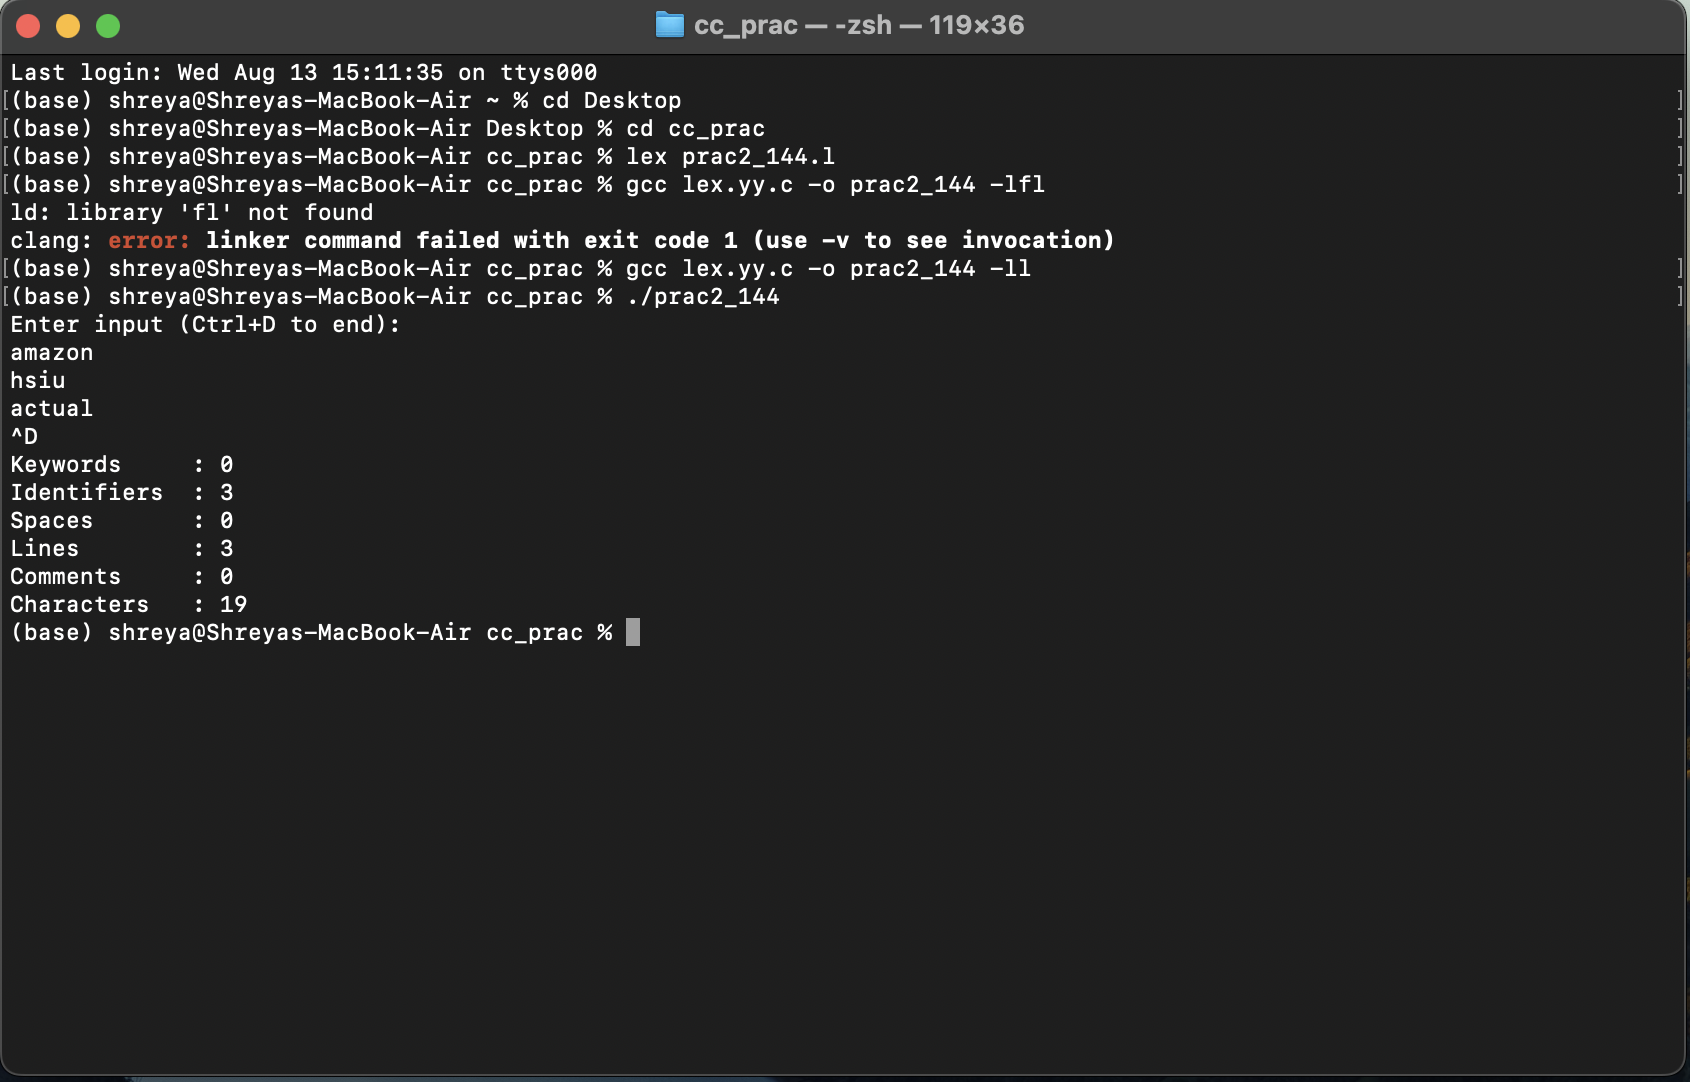 cc_prac — -zsh — 119×36
Last login: Wed Aug 13 15:11:35 on ttys000
[(base) shreya@Shreyas-MacBook-Air ~ % cd Desktop ]
[(base) shreya@Shreyas-MacBook-Air Desktop % cd cc_prac ]
[(base) shreya@Shreyas-MacBook-Air cc_prac % lex prac2_144.l ]
[(base) shreya@Shreyas-MacBook-Air cc_prac % gcc lex.yy.c -o prac2_144 -lfl ]
ld: library 'fl' not found
clang: error: linker command failed with exit code 1 (use -v to see invocation)
[(base) shreya@Shreyas-MacBook-Air cc_prac % gcc lex.yy.c -o prac2_144 -ll ]
[(base) shreya@Shreyas-MacBook-Air cc_prac % ./prac2_144 ]
Enter input (Ctrl+D to end):
amazon
hsiu
actual
^D
Keywords : 0
Identifiers : 3
Spaces : 0
Lines : 3
Comments : 0
Characters : 19
(base) shreya@Shreyas-MacBook-Air cc_prac %